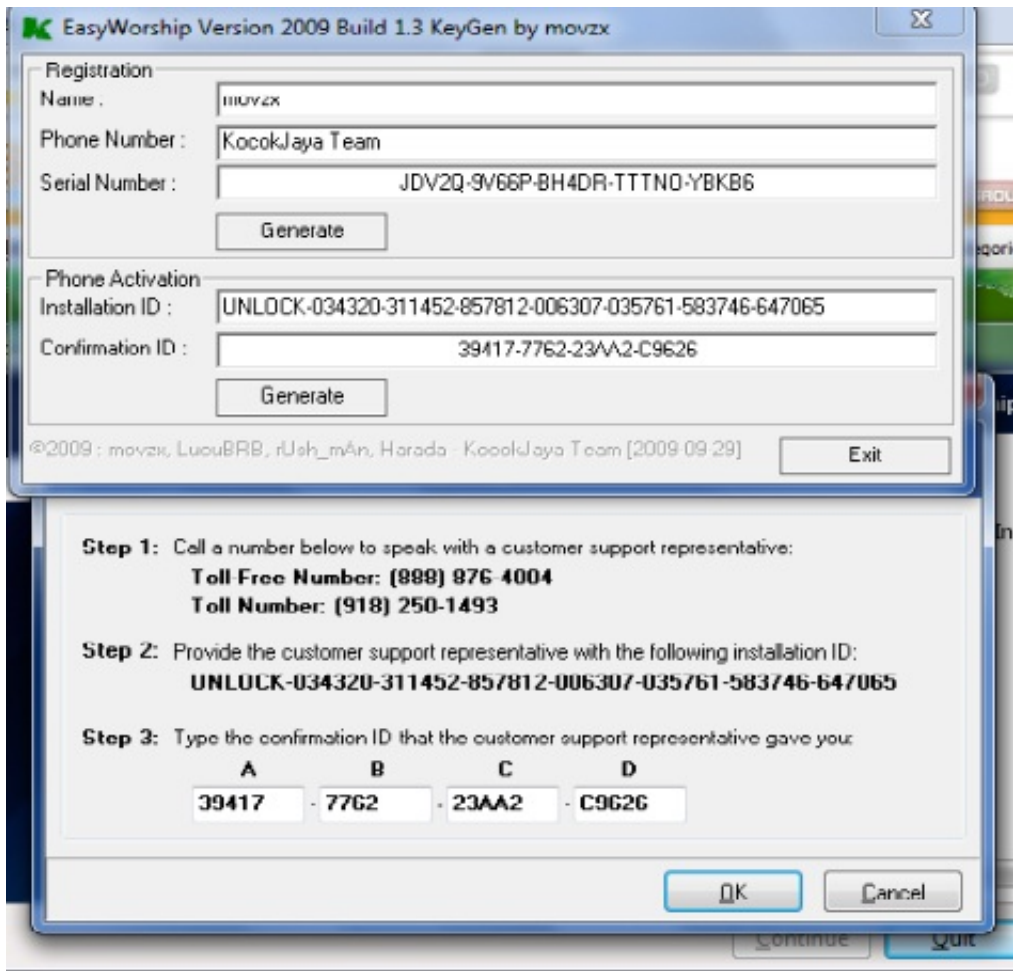 EasyWorship Version 2009 Build 1.3 KeyGen by movzx
Registration
Name : movzx
Phone Number : KocokJaya Team
Serial Number : JDV2Q-9V66P-BH4DR-TTTNO-YBKB6
Generate
Phone Activation
Installation ID : UNLOCK-034320-311452-857812-006307-035761-583746-647065
Confirmation ID : 39417-7762-23AA2-C9626
Generate
©2009 : movzx, LuouBRB, rUsh_mAn, Harada - KocokJaya Team [2009-09-29]
Exit
Step 1: Call a number below to speak with a customer support representative:
Toll-Free Number: (888) 876-4004
Toll Number: (918) 250-1493
Step 2: Provide the customer support representative with the following installation ID:
UNLOCK-034320-311452-857812-006307-035761-583746-647065
Step 3: Type the confirmation ID that the customer support representative gave you:
A B C D
39417 - 7762 - 23AA2 - C9626
OK Cancel
Continue Quit